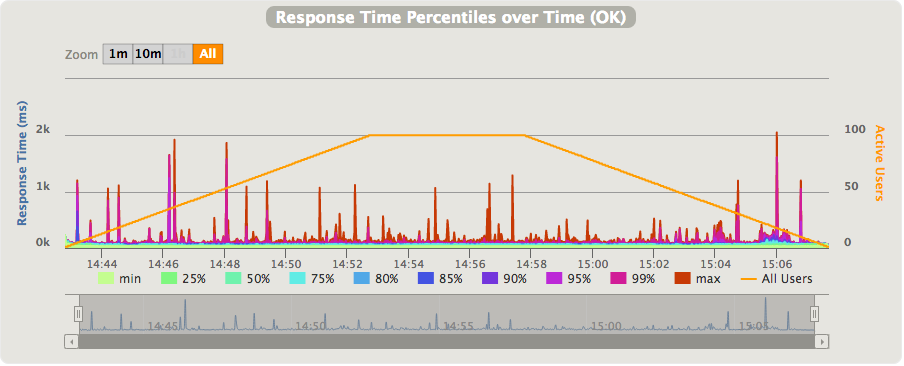 Response Time Percentiles over Time (OK)
Zoom 1m 10m 1h All
Response Time (ms)
2k
1k
0k
100
50
0
Active Users
14:44 14:46 14:48 14:50 14:52 14:54 14:56 14:58 15:00 15:02 15:04 15:06
min 25% 50% 75% 80% 85% 90% 95% 99% max All Users
14:45 14:50 14:55 15:00 15:05